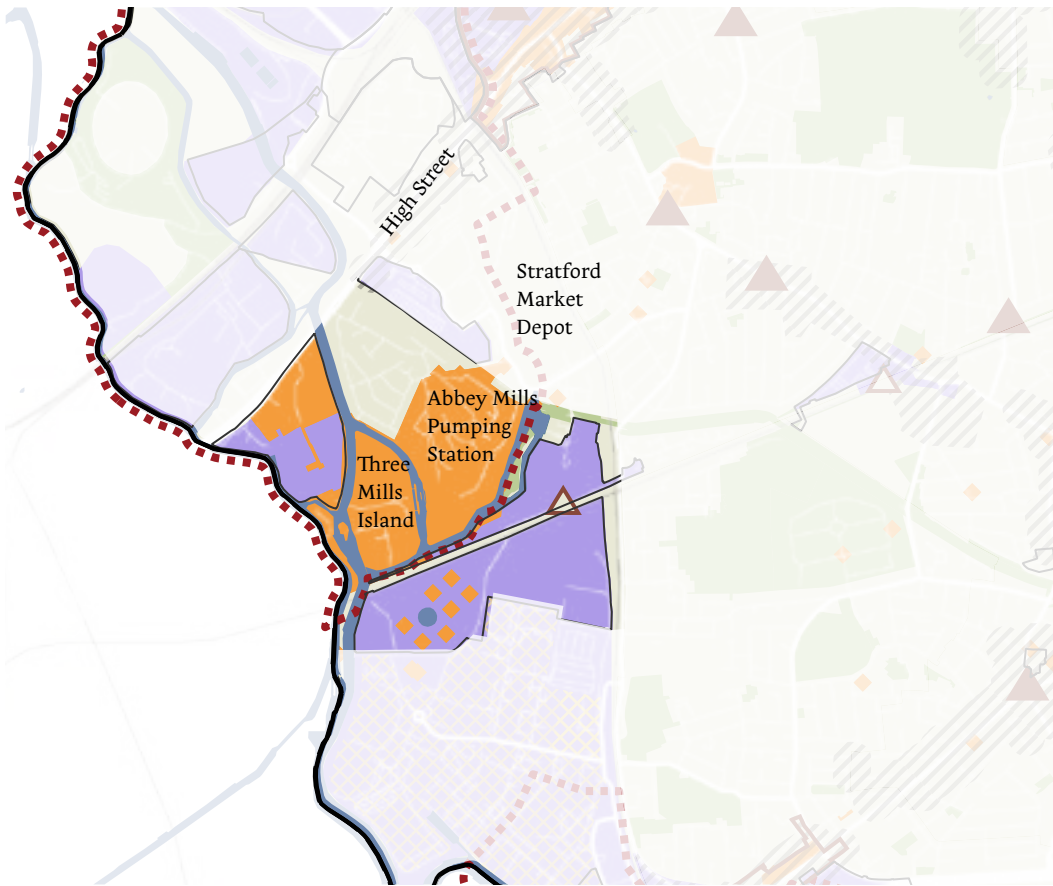 High Street
Stratford
Market
Depot
Abbey Mills
Pumping
Station
Three
Mills
Island